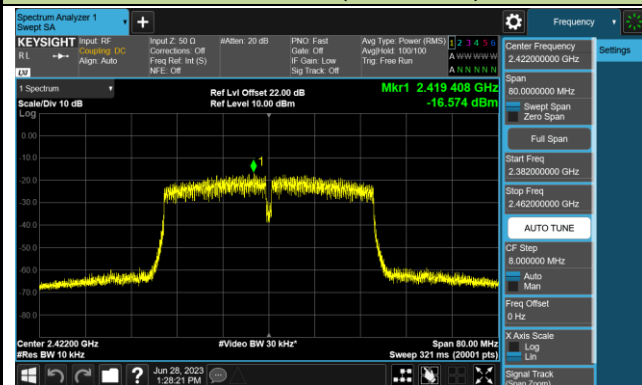 Spectrum Analyzer 1
Swept SA
+
Frequency
KEYSIGHT
RL
LXI
Input: RF
Coupling: DC
Align: Auto
Input Z: 50 Ω
Corrections: Off
Freq Ref: Int (S)
NFE: Off
#Atten: 20 dB
PNO: Fast
Gate: Off
IF Gain: Low
Sig Track: Off
Avg Type: Power (RMS)
Avg|Hold: 100/100
Trig: Free Run
1 2 3 4 5 6
A W W W W W
A N N N N N
1 Spectrum
Scale/Div 10 dB
Log
Ref Lvl Offset 22.00 dB
Ref Level 10.00 dBm
Mkr1 2.419 408 GHz
-16.574 dBm
0.00
-10.0
-20.0
-30.0
-40.0
-50.0
-60.0
-70.0
-80.0
1
Center 2.42200 GHz
#Res BW 10 kHz
#Video BW 30 kHz*
Span 80.00 MHz
Sweep 321 ms (20001 pts)
Jun 28, 2023
1:28:21 PM
?
Center Frequency
2.422000000 GHz
Span
80.0000000 MHz
Swept Span
Zero Span
Full Span
Start Freq
2.382000000 GHz
Stop Freq
2.462000000 GHz
AUTO TUNE
CF Step
8.000000 MHz
Auto
Man
Freq Offset
0 Hz
X Axis Scale
Log
Lin
Signal Track
(Span Zoom)
Settings